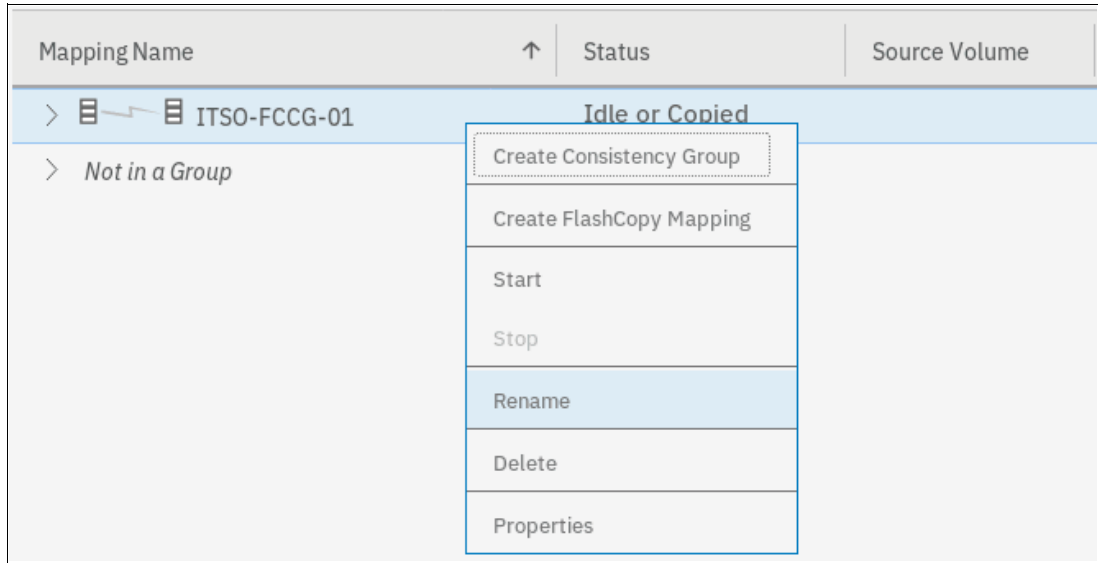 Mapping Name Status Source Volume
ITSO-FCCG-01 Idle or Copied
Create Consistency Group
Not in a Group
Create FlashCopy Mapping
Start
Stop
Rename
Delete
Properties